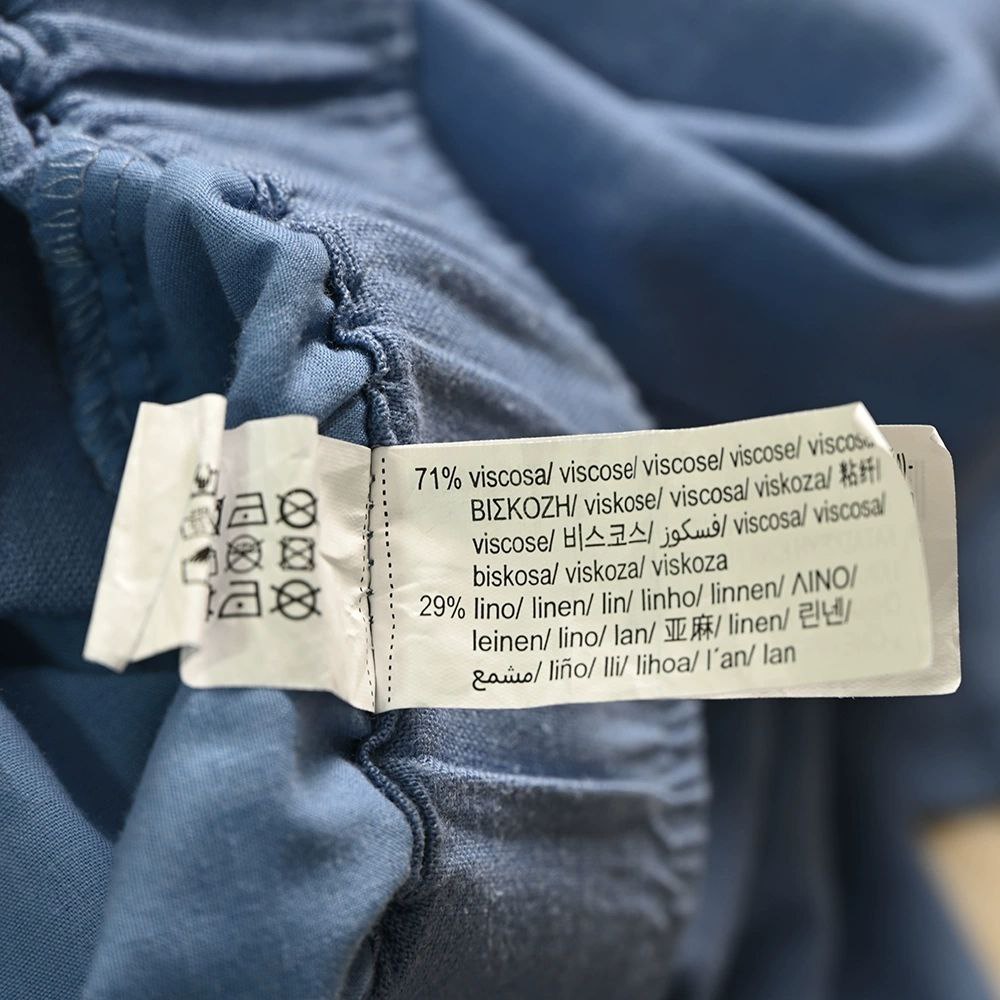 71% viscosa/ viscose/ viscose/ viscose/ viscosa/
ΒΙΣΚΟΖΗ/ viskose/ viscosa/ viskoza/ 粘纤/
viscose/ 비스코스/ فسكوز/ viscosa/ viscosa/
biskosa/ viskoza/ viskoza
29% lino/ linen/ lin/ linho/ linnen/ ΛΙΝΟ/
leinen/ lino/ lan/ 亚麻/ linen/ 린넨/
مشمع/ liño/ lli/ lihoa/ l´an/ lan